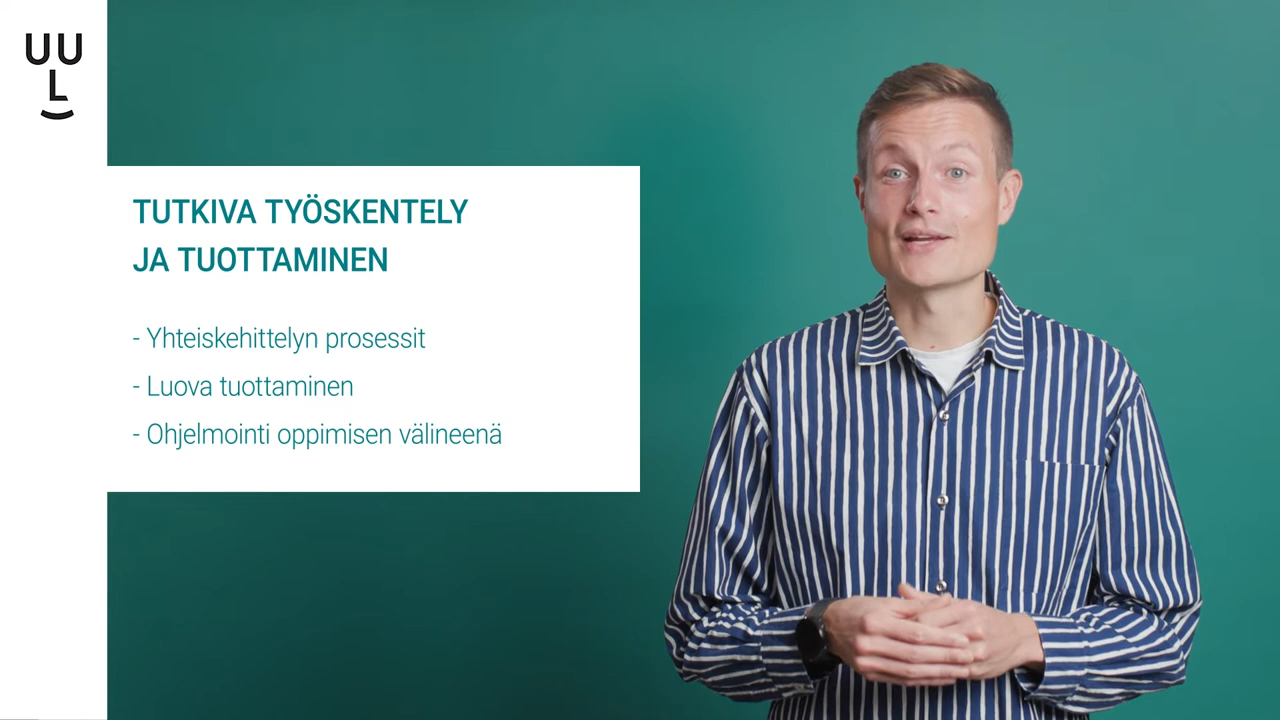 UU
L
TUTKIVA TYÖSKENTELY
JA TUOTTAMINEN
- Yhteiskehittelyn prosessit
- Luova tuottaminen
- Ohjelmointi oppimisen välineenä